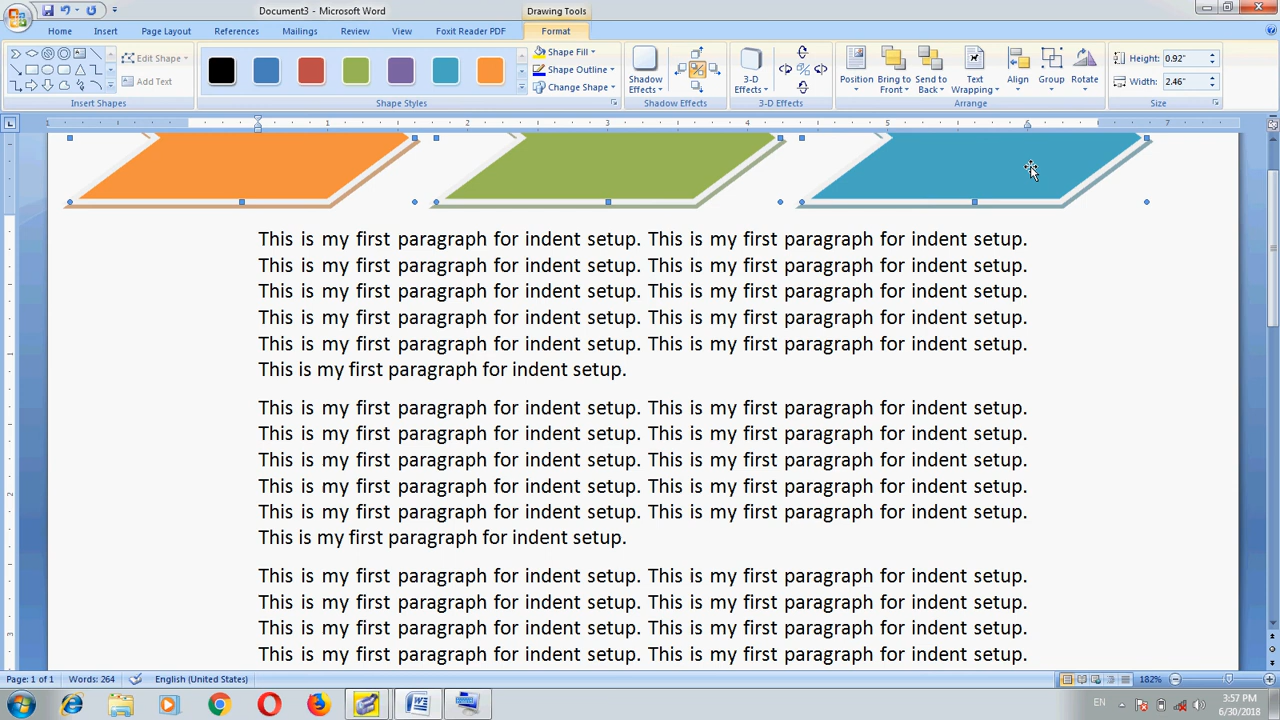 Document3 - Microsoft Word
Drawing Tools
Home Insert Page Layout References Mailings Review View Foxit Reader PDF Format
Edit Shape
Add Text
Insert Shapes
Shape Styles
Shape Fill
Shape Outline
Change Shape
Shadow Effects
Shadow Effects
3-D Effects
3-D Effects
Position
Bring to Front
Send to Back
Text Wrapping
Align
Group
Rotate
Arrange
Height: 0.92"
Width: 2.46"
Size
1 1 2 4 5 6 7
This is my first paragraph for indent setup. This is my first paragraph for indent setup.
This is my first paragraph for indent setup. This is my first paragraph for indent setup.
This is my first paragraph for indent setup. This is my first paragraph for indent setup.
This is my first paragraph for indent setup. This is my first paragraph for indent setup.
This is my first paragraph for indent setup. This is my first paragraph for indent setup.
This is my first paragraph for indent setup.
This is my first paragraph for indent setup. This is my first paragraph for indent setup.
This is my first paragraph for indent setup. This is my first paragraph for indent setup.
This is my first paragraph for indent setup. This is my first paragraph for indent setup.
This is my first paragraph for indent setup. This is my first paragraph for indent setup.
This is my first paragraph for indent setup. This is my first paragraph for indent setup.
This is my first paragraph for indent setup.
This is my first paragraph for indent setup. This is my first paragraph for indent setup.
This is my first paragraph for indent setup. This is my first paragraph for indent setup.
This is my first paragraph for indent setup. This is my first paragraph for indent setup.
This is my first paragraph for indent setup. This is my first paragraph for indent setup.
Page: 1 of 1 Words: 264 English (United States) 182%
EN 3:57 PM
6/30/2018